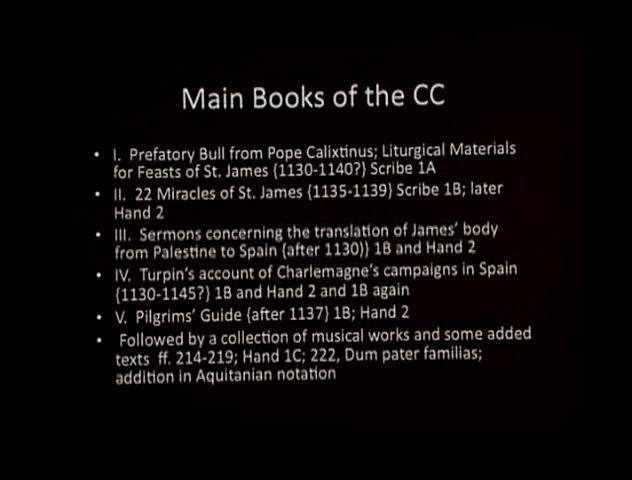 Main Books of the CC
• I. Prefatory Bull from Pope Calixtinus; Liturgical Materials
for Feasts of St. James (1130-1140?) Scribe 1A
• II. 22 Miracles of St. James (1135-1139) Scribe 1B; later
Hand 2
• III. Sermons concerning the translation of James' body
from Palestine to Spain (after 1130)) 1B and Hand 2
• IV. Turpin's account of Charlemagne's campaigns in Spain
(1130-1145?) 1B and Hand 2 and 1B again
• V. Pilgrims' Guide (after 1137) 1B; Hand 2
• Followed by a collection of musical works and some added
texts ff. 214-219; Hand 1C; 222, Dum pater familias;
addition in Aquitanian notation